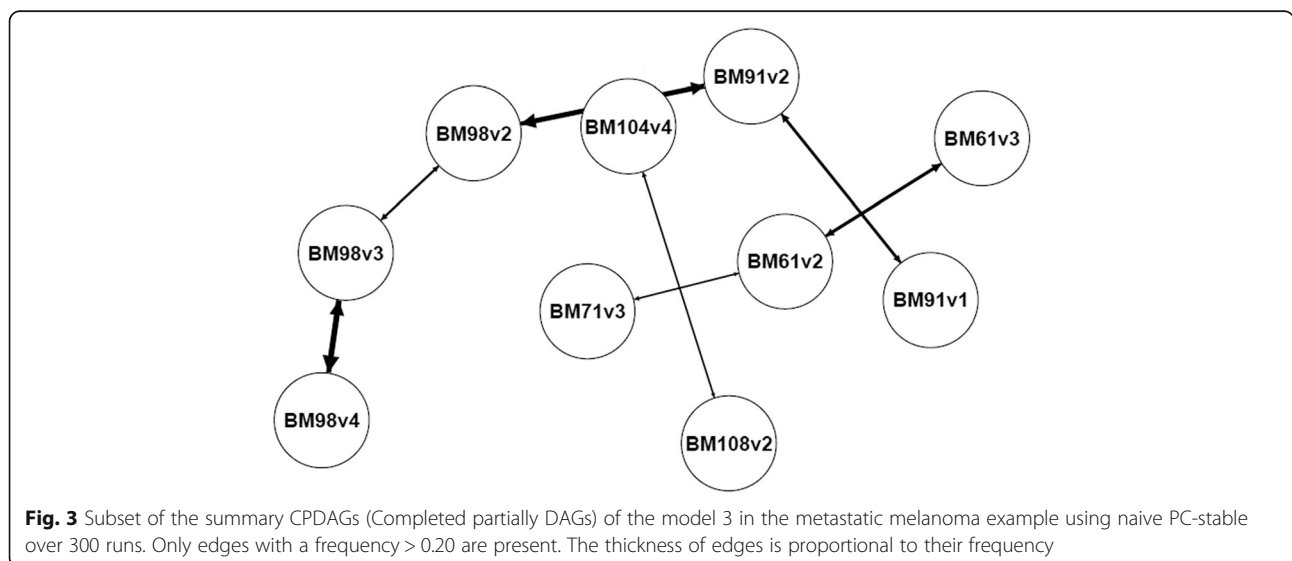 BM91v2
BM98v2
BM104v4
BM61v3
BM98v3
BM61v2
BM71v3
BM91v1
BM98v4
BM108v2
Fig. 3 Subset of the summary CPDAGs (Completed partially DAGs) of the model 3 in the metastatic melanoma example using naive PC-stable
over 300 runs. Only edges with a frequency > 0.20 are present. The thickness of edges is proportional to their frequency